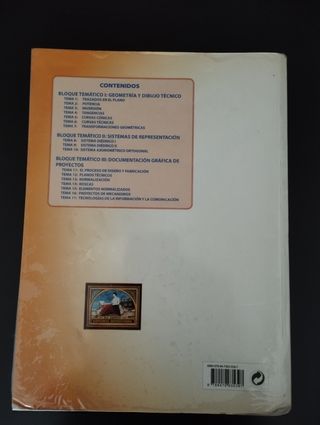 CONTENIDOS
BLOQUE TEMÁTICO I: GEOMETRÍA Y DIBUJO TÉCNICO
TEMA 1: TRAZADOS EN EL PLANO
TEMA 2: POTENCIA
TEMA 3: INVERSIÓN
TEMA 4: TANGENCIAS
TEMA 5: CURVAS CÓNICAS
TEMA 6: CURVAS TÉCNICAS
TEMA 7: TRANSFORMACIONES GEOMÉTRICAS
BLOQUE TEMÁTICO II: SISTEMAS DE REPRESENTACIÓN
TEMA 8: SISTEMA DIÉDRICO I
TEMA 9: SISTEMA DIÉDRICO II
TEMA 10: SISTEMA AXONOMÉTRICO ORTOGONAL
BLOQUE TEMÁTICO III: DOCUMENTACIÓN GRÁFICA DE
PROYECTOS
TEMA 11: EL PROCESO DE DISEÑO Y FABRICACIÓN
TEMA 12: PLANOS TÉCNICOS
TEMA 13: NORMALIZACIÓN
TEMA 14: ROSCAS
TEMA 15: ELEMENTOS NORMALIZADOS
TEMA 16: PROYECTOS DE MECANISMOS
TEMA 17: TECNOLOGÍAS DE LA INFORMACIÓN Y LA COMUNICACIÓN